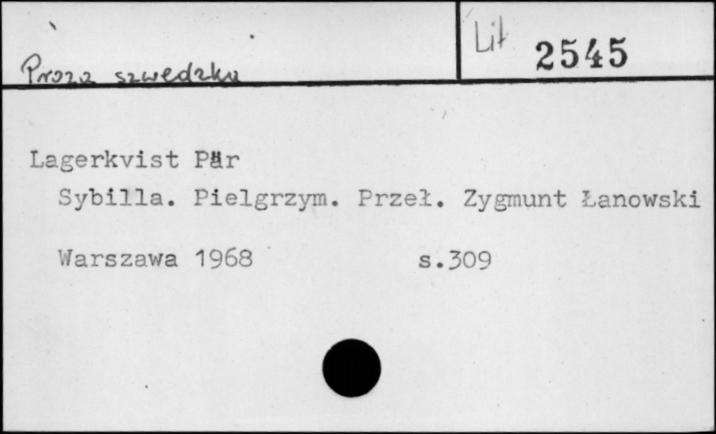 Proza szwedzka
Lit 2545
Lagerkvist Pär
Sybilla. Pielgrzym. Przeł. Zygmunt Łanowski
Warszawa 1968 s.309